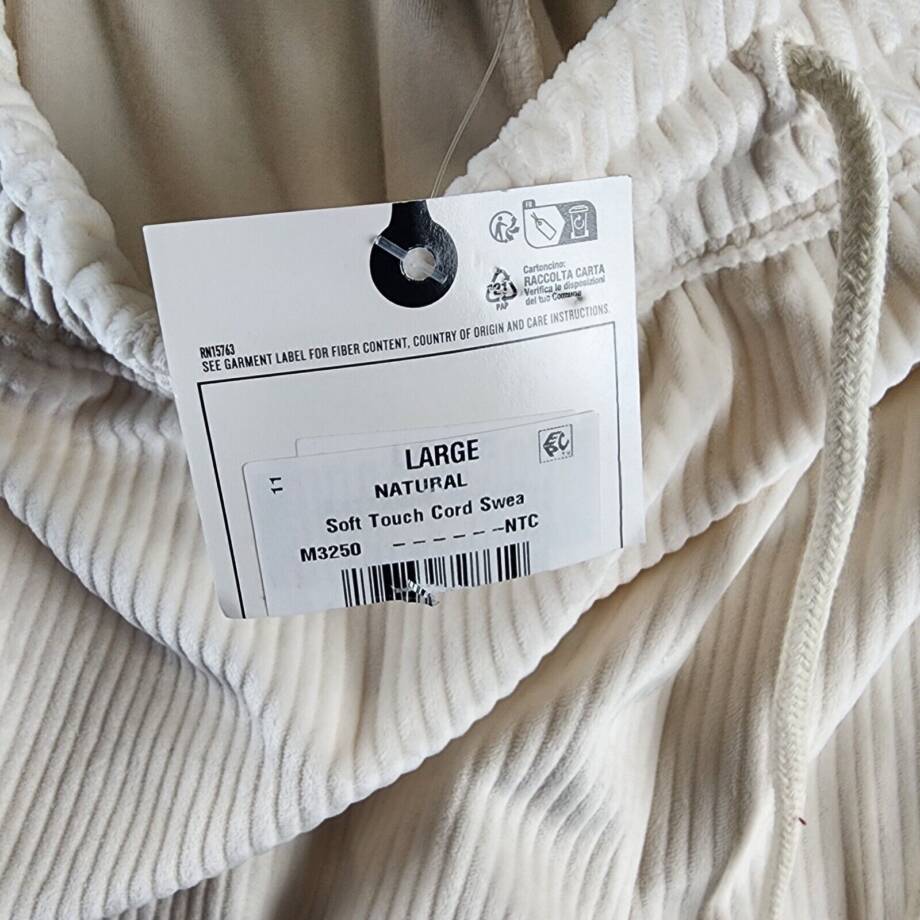 FR
Cartoncino:
RACCOLTA CARTA
Verifica le disposizioni
del tuo Comune
21
PAP
RN15763
SEE GARMENT LABEL FOR FIBER CONTENT, COUNTRY OF ORIGIN AND CARE INSTRUCTIONS.
LARGE
11
NATURAL
Soft Touch Cord Swea
M3250 – – – – – –NTC